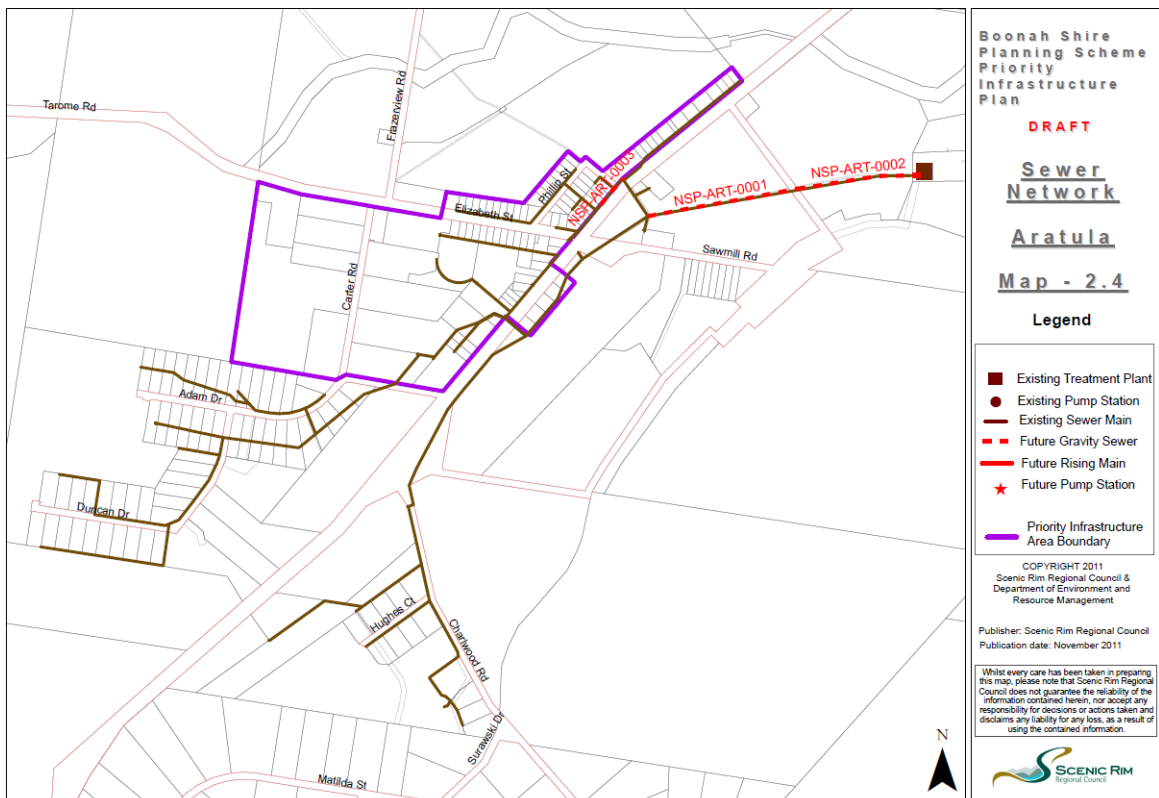 Tarome Rd
Frazerview Rd
Phillip St
Elizabeth St
NSP-ART-0003
NSP-ART-0001
NSP-ART-0002
Sawmill Rd
Carter Rd
Adam Dr
Duncan Dr
Hughes Ct
Charlwood Rd
Surawski Dr
Matilda St
N
Boonah Shire
Planning Scheme
Priority
Infrastructure
Plan
DRAFT
Sewer
Network
Aratula
Map - 2.4
Legend
Existing Treatment Plant
Existing Pump Station
Existing Sewer Main
Future Gravity Sewer
Future Rising Main
Future Pump Station
Priority Infrastructure
Area Boundary
COPYRIGHT 2011
Scenic Rim Regional Council &
Department of Environment and
Resource Management
Publisher: Scenic Rim Regional Council
Publication date: November 2011
Whilst every care has been taken in preparing
this map, please note that Scenic Rim Regional
Council does not guarantee the reliability of the
information contained herein, nor accept any
responsibility for decisions or actions taken and
disclaims any liability for any loss, as a result of
using the contained information.
SCENIC RIM
Regional Council